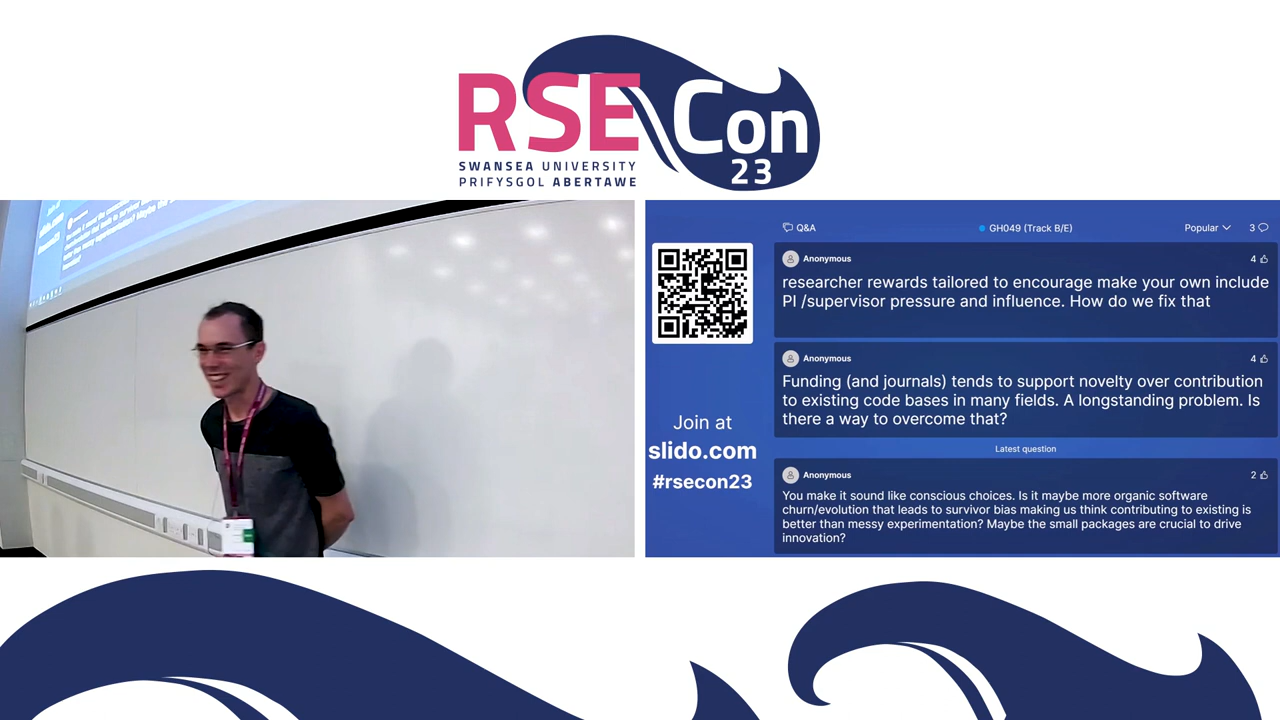 RSE Con
23
SWANSEA UNIVERSITY
PRIFYSGOL ABERTAWE
Q&A
GH049 (Track B/E)
Popular
3
Anonymous
4
researcher rewards tailored to encourage make your own include
PI /supervisor pressure and influence. How do we fix that
Anonymous
4
Funding (and journals) tends to support novelty over contribution
to existing code bases in many fields. A longstanding problem. Is
there a way to overcome that?
Latest question
Anonymous
2
You make it sound like conscious choices. Is it maybe more organic software
churn/evolution that leads to survivor bias making us think contributing to existing is
better than messy experimentation? Maybe the small packages are crucial to drive
innovation?
Join at
slido.com
#rsecon23